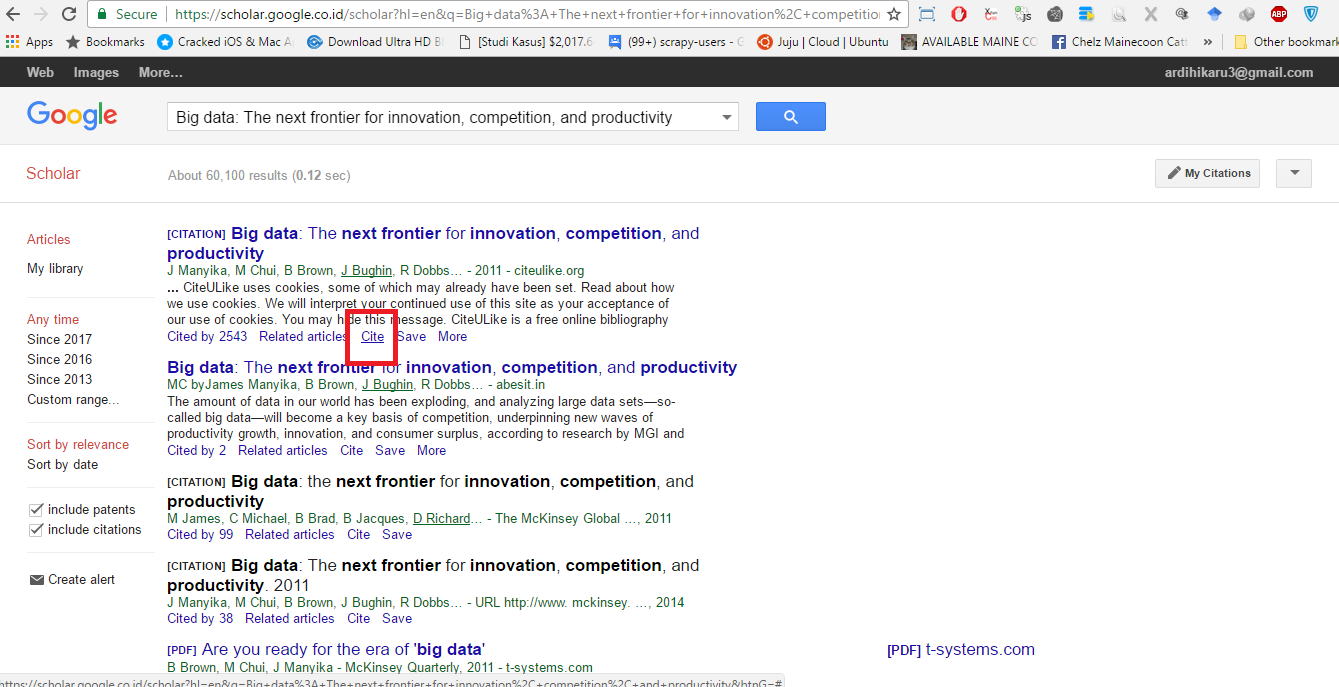 Secure https://scholar.google.co.id/scholar?hl=en&q=Big+data%3A+The+next+frontier+for+innovation%2C+competitio
Apps Bookmarks Cracked iOS & Mac A Download Ultra HD B [Studi Kasus] $2,017.6 (99+) scrapy-users - G Juju | Cloud | Ubuntu AVAILABLE MAINE CO Chelz Mainecoon Catt » Other bookmark
Web Images More... ardihikaru3@gmail.com
Google Big data: The next frontier for innovation, competition, and productivity
Scholar About 60,100 results (0.12 sec) My Citations
Articles
My library
Any time
Since 2017
Since 2016
Since 2013
Custom range...
Sort by relevance
Sort by date
include patents
include citations
Create alert
[CITATION] Big data: The next frontier for innovation, competition, and
productivity
J Manyika, M Chui, B Brown, J Bughin, R Dobbs… - 2011 - citeulike.org
... CiteULike uses cookies, some of which may already have been set. Read about how
we use cookies. We will interpret your continued use of this site as your acceptance of
our use of cookies. You may hide this message. CiteULike is a free online bibliography
Cited by 2543 Related articles Cite Save More
Big data: The next frontier for innovation, competition, and productivity
MC byJames Manyika, B Brown, J Bughin, R Dobbs… - abesit.in
The amount of data in our world has been exploding, and analyzing large data sets—so-
called big data—will become a key basis of competition, underpinning new waves of
productivity growth, innovation, and consumer surplus, according to research by MGI and
Cited by 2 Related articles Cite Save More
[CITATION] Big data: the next frontier for innovation, competition, and
productivity
M James, C Michael, B Brad, B Jacques, D Richard… - The McKinsey Global …, 2011
Cited by 99 Related articles Cite Save
[CITATION] Big data: The next frontier for innovation, competition, and
productivity. 2011
J Manyika, M Chui, B Brown, J Bughin, R Dobbs… - URL http://www. mckinsey. …, 2014
Cited by 38 Related articles Cite Save
[PDF] Are you ready for the era of 'big data' [PDF] t-systems.com
B Brown, M Chui, J Manyika - McKinsey Quarterly, 2011 - t-systems.com
https://scholar.google.co.id/scholar?hl=en&q=Big+data%3A+The+next+frontier+for+innovation%2C+competition%2C+and+productivity&btnG=#